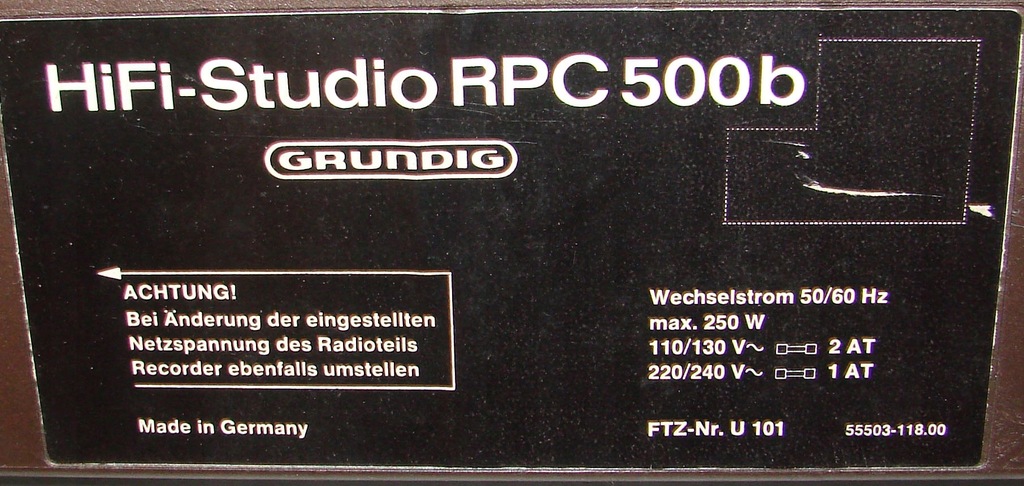 HiFi-Studio RPC 500b
GRUNDIG
ACHTUNG!
Bei Änderung der eingestellten
Netzspannung des Radioteils
Recorder ebenfalls umstellen
Made in Germany
Wechselstrom 50/60 Hz
max. 250 W
110/130 V~ 2 AT
220/240 V~ 1 AT
FTZ-Nr. U 101
55503-118.00